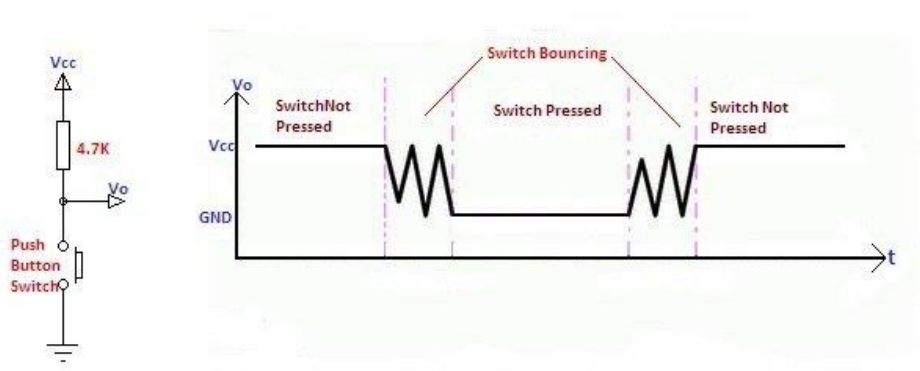 Vcc
4.7K
Vo
Push
Button
Switch
Switch Bouncing
Vo
SwitchNot
Pressed
Switch Pressed
Switch Not
Pressed
Vcc
GND
t